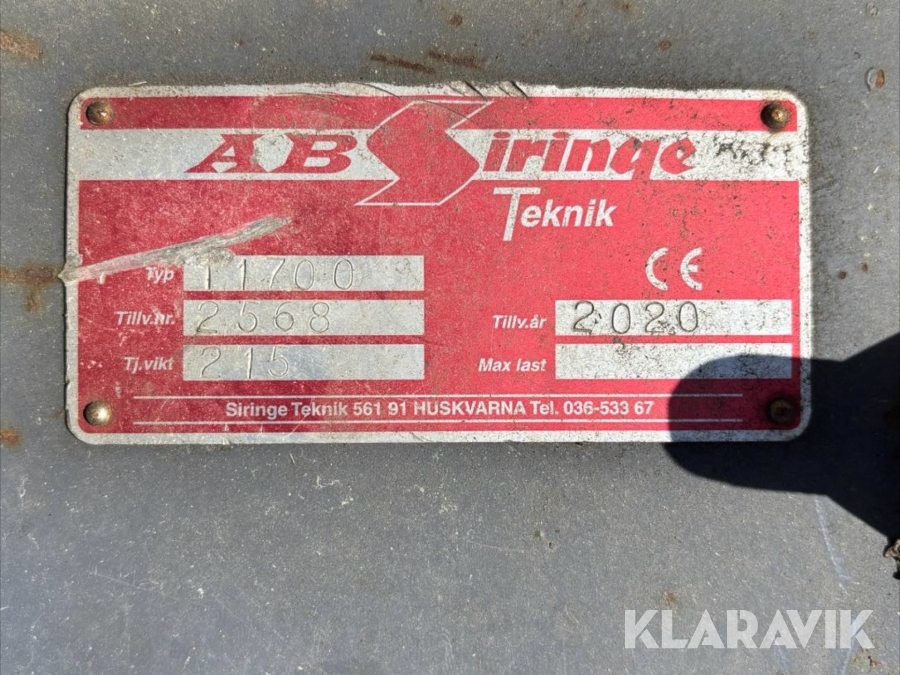 AB Siringe
Teknik
Typ 11700
Tillv.nr. 2568 Tillv.år 2020
Tj.vikt 215 Max last
Siringe Teknik 561 91 HUSKVARNA Tel. 036-533 67
CE
KLARAVIK